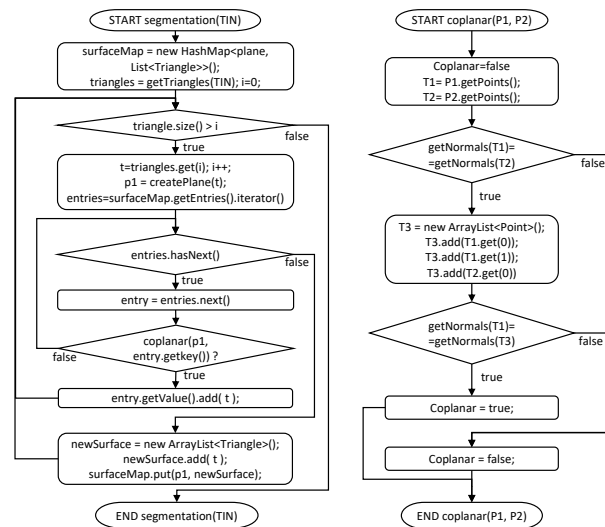 START segmentation(TIN)
surfaceMap = new HashMap<plane,
List<Triangle>>();
triangles = getTriangles(TIN); i=0;
triangle.size() > i
false
true
t=triangles.get(i); i++;
p1 = createPlane(t);
entries=surfaceMap.getEntries().iterator()
entries.hasNext()
false
true
entry = entries.next()
coplanar(p1,
entry.getkey()) ?
false
true
entry.getValue().add( t );
newSurface = new ArrayList<Triangle>();
newSurface.add( t );
surfaceMap.put(p1, newSurface);
END segmentation(TIN)
START coplanar(P1, P2)
Coplanar=false
T1= P1.getPoints();
T2= P2.getPoints();
getNormals(T1)=
=getNormals(T2)
false
true
T3 = new ArrayList<Point>();
T3.add(T1.get(0));
T3.add(T1.get(1));
T3.add(T2.get(0))
getNormals(T1)=
=getNormals(T3)
false
true
Coplanar = true;
Coplanar = false;
END coplanar(P1, P2)